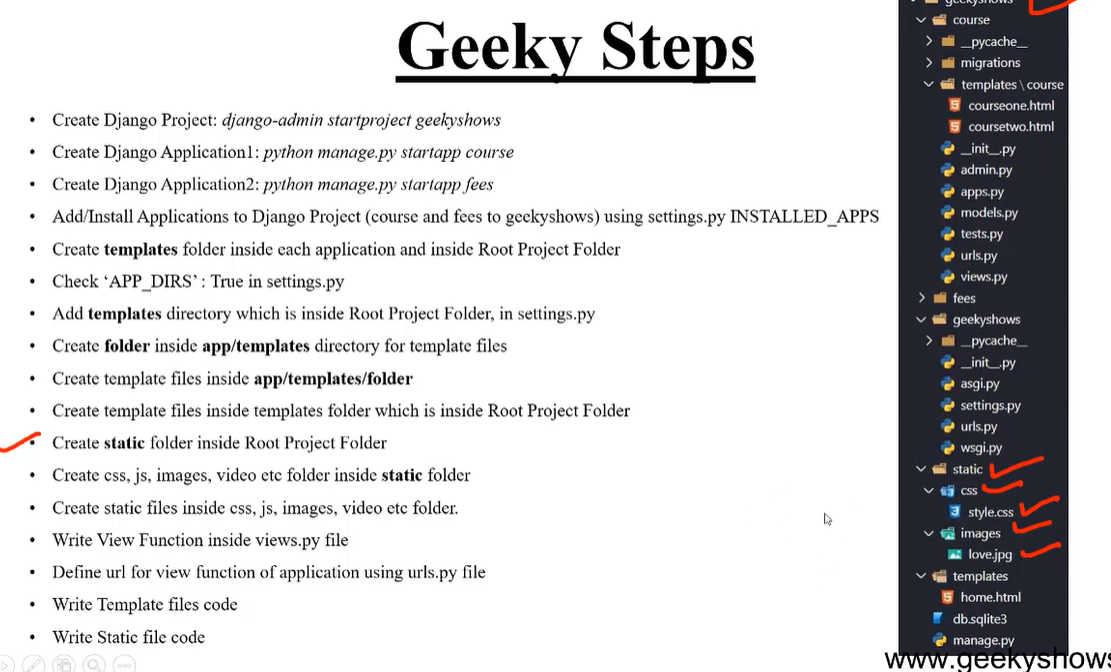 Geeky Steps
• Create Django Project: django-admin startproject geekyshows
• Create Django Application1: python manage.py startapp course
• Create Django Application2: python manage.py startapp fees
• Add/Install Applications to Django Project (course and fees to geekyshows) using settings.py INSTALLED_APPS
• Create templates folder inside each application and inside Root Project Folder
• Check ‘APP_DIRS’ : True in settings.py
• Add templates directory which is inside Root Project Folder, in settings.py
• Create folder inside app/templates directory for template files
• Create template files inside app/templates/folder
• Create template files inside templates folder which is inside Root Project Folder
• Create static folder inside Root Project Folder
• Create css, js, images, video etc folder inside static folder
• Create static files inside css, js, images, video etc folder.
• Write View Function inside views.py file
• Define url for view function of application using urls.py file
• Write Template files code
• Write Static file code
geekyshows
course
__pycache__
migrations
templates \ course
courseone.html
coursetwo.html
__init__.py
admin.py
apps.py
models.py
tests.py
urls.py
views.py
fees
geekyshows
__pycache__
__init__.py
asgi.py
settings.py
urls.py
wsgi.py
static
css
style.css
images
love.jpg
templates
home.html
db.sqlite3
manage.py
www.geekyshows